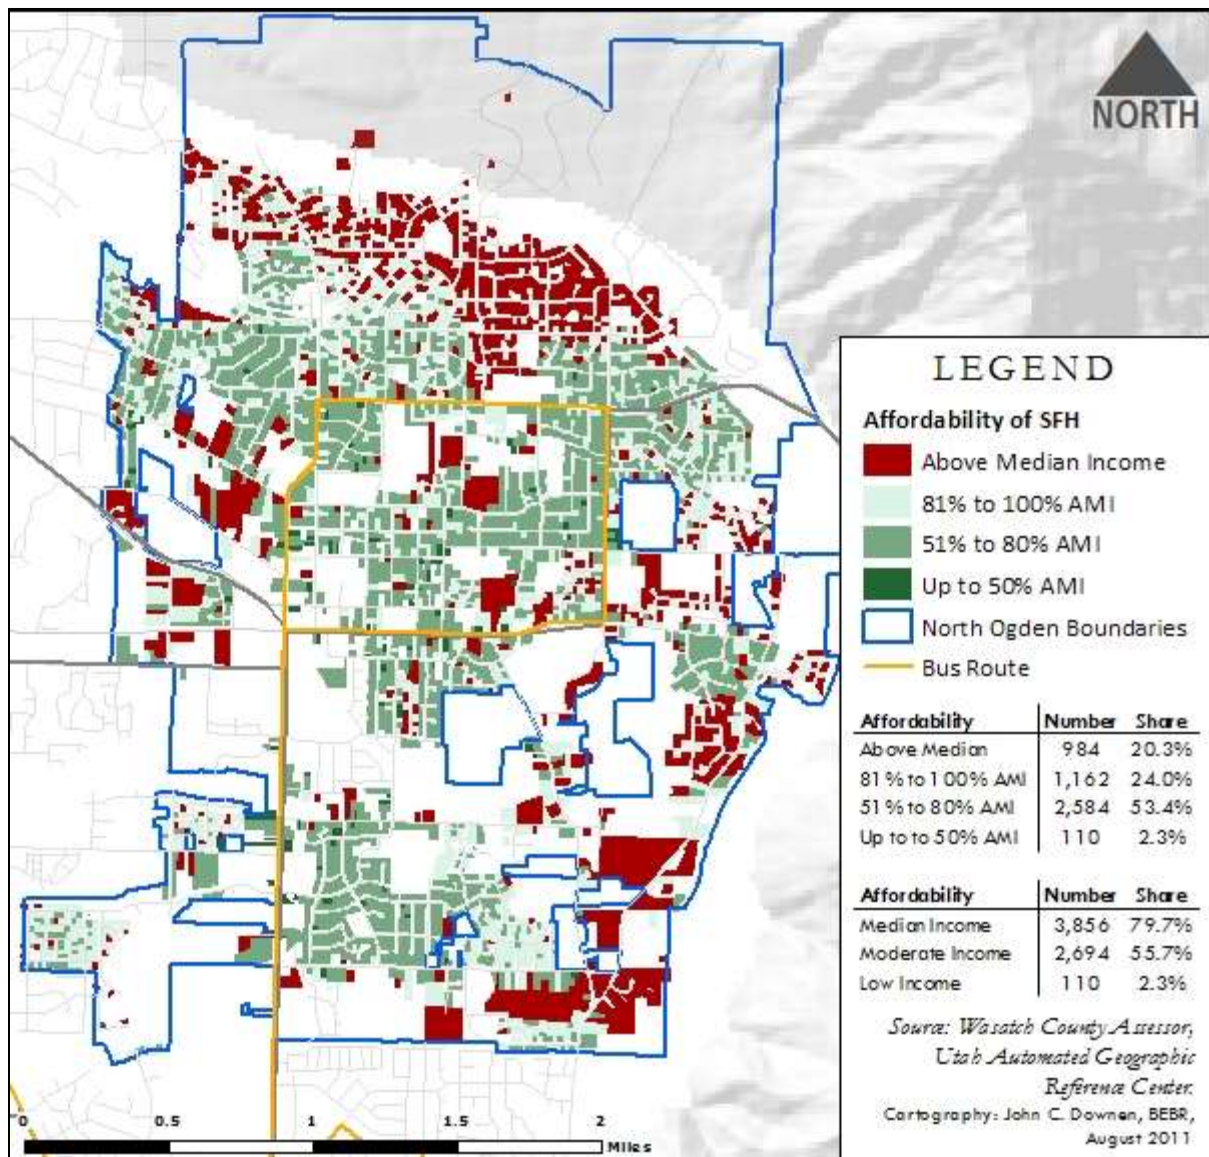 NORTH
LEGEND
Affordability of SFH
Above Median Income
81% to 100% AMI
51% to 80% AMI
Up to 50% AMI
North Ogden Boundaries
Bus Route
Affordability Number Share
Above Median 984 20.3%
81% to 100% AMI 1,162 24.0%
51% to 80% AMI 2,584 53.4%
Up to to 50% AMI 110 2.3%
Affordability Number Share
Median Income 3,856 79.7%
Moderate Income 2,694 55.7%
Low Income 110 2.3%
Source: Wasatch County Assessor,
Utah Automated Geographic
Reference Center.
Cartography: John C. Downen, BEBR,
August 2011
0 0.5 1 1.5 2
Miles